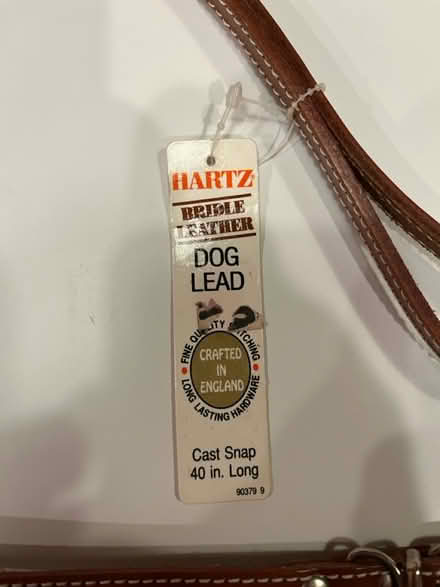 HARTZ
BRIDLE
LEATHER
DOG
LEAD
FINE QUALITY STITCHING
CRAFTED
IN
ENGLAND
LONG LASTING HARDWARE
Cast Snap
40 in. Long
90379 9